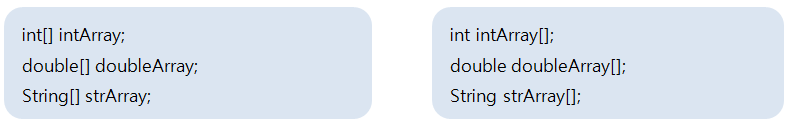 int[] intArray;
double[] doubleArray;
String[] strArray;
int intArray[];
double doubleArray[];
String strArray[];